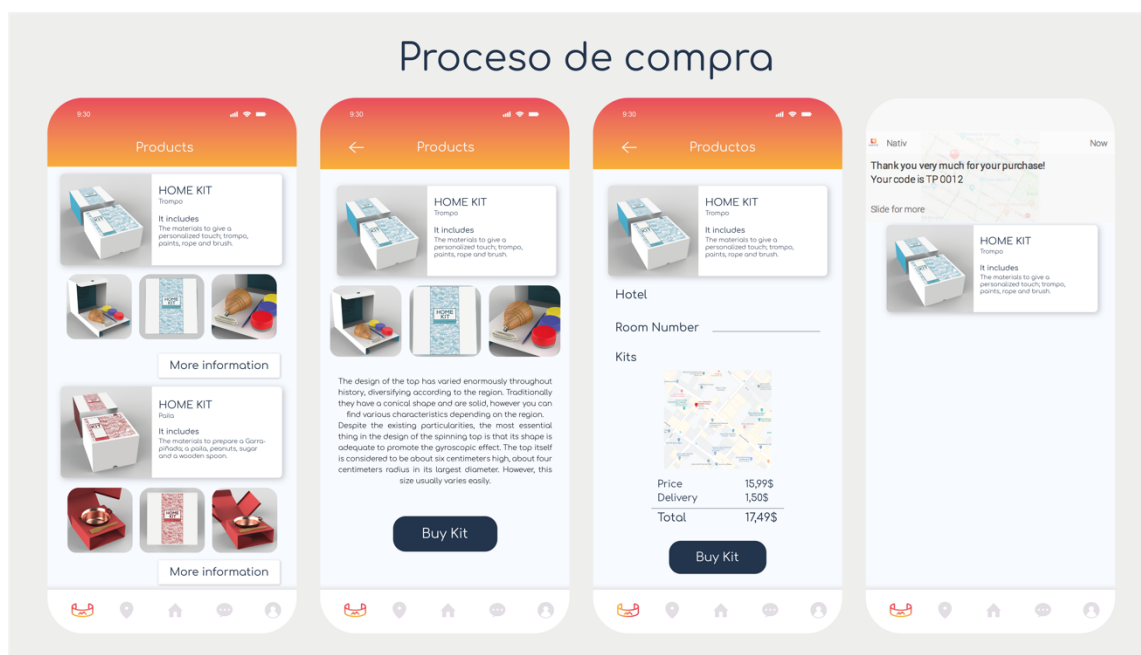 Proceso de compra
9:30
Products
HOME KIT
Trompo
It includes
The materials to give a
personalized touch; trompo,
paints, rope and brush.
HOME
KIT
More information
HOME KIT
Paila
It includes
The materials to prepare a Garra-
piñada; a paila, peanuts, sugar
and a wooden spoon.
More information
9:30
Products
HOME KIT
Trompo
It includes
The materials to give a
personalized touch; trompo,
paints, rope and brush.
HOME
KIT
The design of the top has varied enormously throughout
history, diversifying according to the region. Traditionally
they have a conical shape and are solid, however you can
find various characteristics depending on the region.
Despite the existing particularities, the most essential
thing in the design of the spinning top is that its shape is
adequate to promote the gyroscopic effect. The top itself
is considered to be about six centimeters high, about four
centimeters radius in its largest diameter. However, this
size usually varies easily.
Buy Kit
9:30
Productos
HOME KIT
Trompo
It includes
The materials to give a
personalized touch; trompo,
paints, rope and brush.
Hotel
Room Number
Kits
Price 15,99$
Delivery 1,50$
Total 17,49$
Buy Kit
Nativ Now
Thank you very much for your purchase!
Your code is TP 0012
Slide for more
HOME KIT
Trompo
It includes
The materials to give a
personalized touch; trompo,
paints, rope and brush.